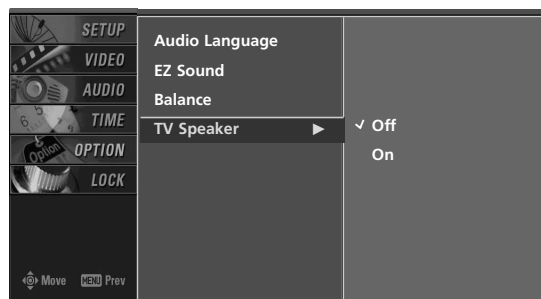 SETUP
VIDEO
AUDIO
TIME
OPTION
LOCK
Move MENU Prev
Audio Language
EZ Sound
Balance
TV Speaker ►
✓ Off
On